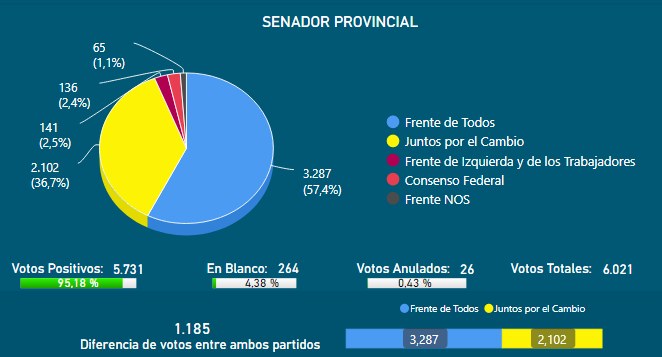 SENADOR PROVINCIAL
65
(1,1%)
136
(2,4%)
141
(2,5%)
2.102
(36,7%)
3.287
(57,4%)
Frente de Todos
Juntos por el Cambio
Frente de Izquierda y de los Trabajadores
Consenso Federal
Frente NOS
Votos Positivos: 5.731
95,18 %
En Blanco: 264
4,38 %
Votos Anulados: 26
0,43 %
Votos Totales: 6.021
Frente de Todos Juntos por el Cambio
1.185
Diferencia de votos entre ambos partidos
3,287 2,102